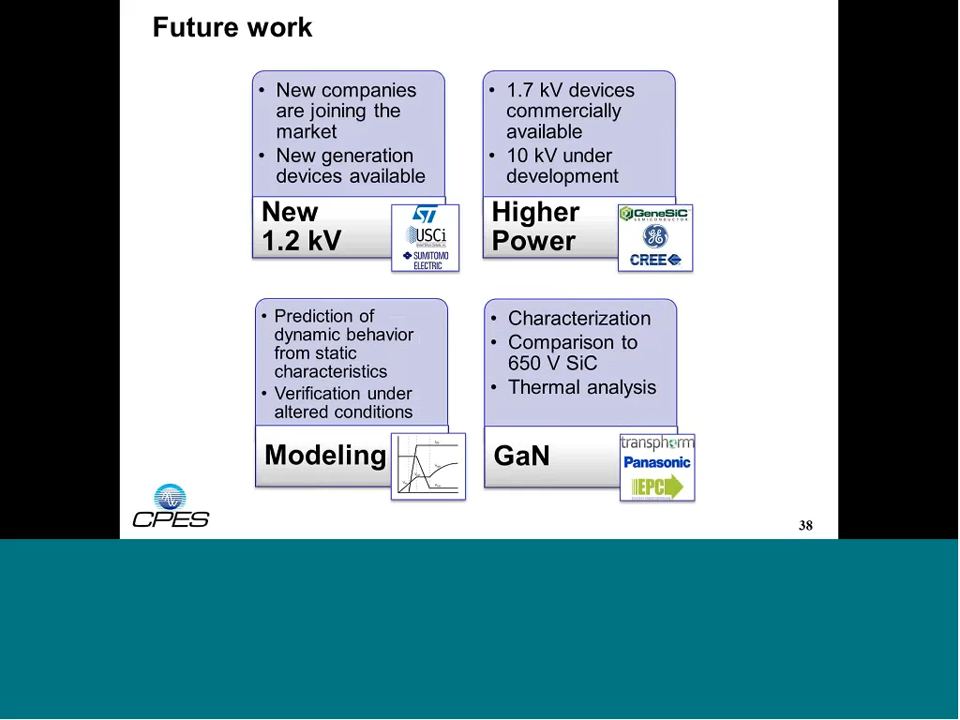 Future work
• New companies
are joining the
market
• New generation
devices available
New
1.2 kV
ST
USCi
SUMITOMO
ELECTRIC
• 1.7 kV devices
commercially
available
• 10 kV under
development
Higher
Power
GeneSiC
SEMICONDUCTOR
GE
CREE
• Prediction of
dynamic behavior
from static
characteristics
• Verification under
altered conditions
Modeling
• Characterization
• Comparison to
650 V SiC
• Thermal analysis
GaN
transphorm
Panasonic
EPC
CPES
38